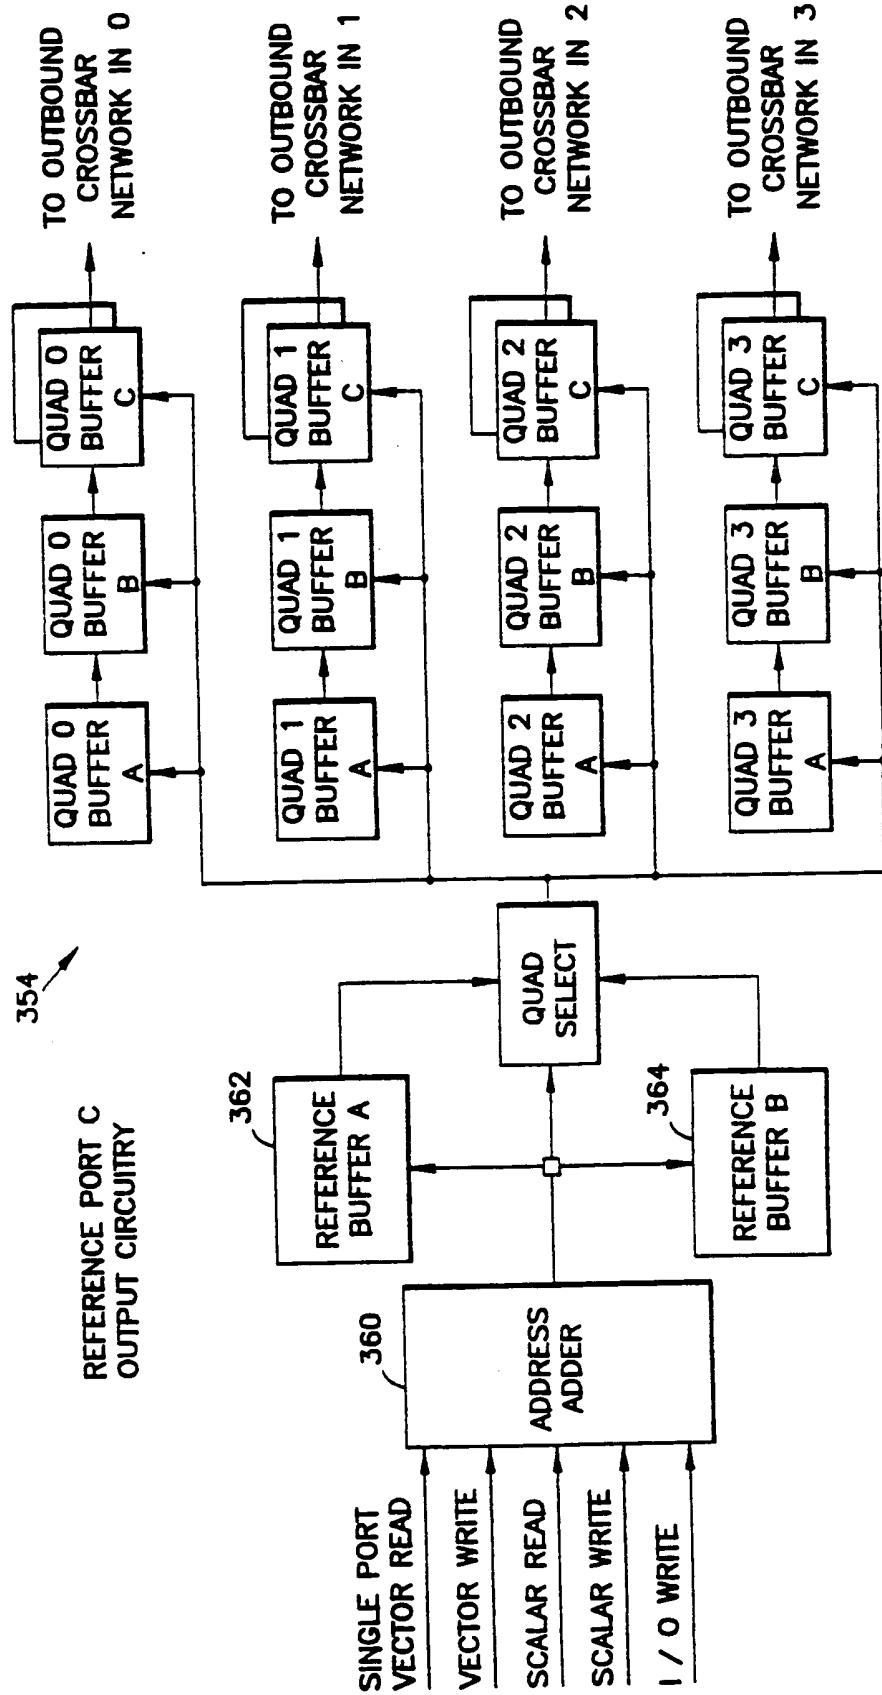 REFERENCE PORT C
OUTPUT CIRCUITRY
354
SINGLE PORT
VECTOR READ
VECTOR WRITE
SCALAR READ
SCALAR WRITE
I / O WRITE
360
ADDRESS
ADDER
362
REFERENCE
BUFFER A
364
REFERENCE
BUFFER B
QUAD
SELECT
QUAD 0
BUFFER
A
QUAD 0
BUFFER
B
QUAD 0
BUFFER
C
TO OUTBOUND
CROSSBAR
NETWORK IN 0
QUAD 1
BUFFER
A
QUAD 1
BUFFER
B
QUAD 1
BUFFER
C
TO OUTBOUND
CROSSBAR
NETWORK IN 1
QUAD 2
BUFFER
A
QUAD 2
BUFFER
B
QUAD 2
BUFFER
C
TO OUTBOUND
CROSSBAR
NETWORK IN 2
QUAD 3
BUFFER
A
QUAD 3
BUFFER
B
QUAD 3
BUFFER
C
TO OUTBOUND
CROSSBAR
NETWORK IN 3